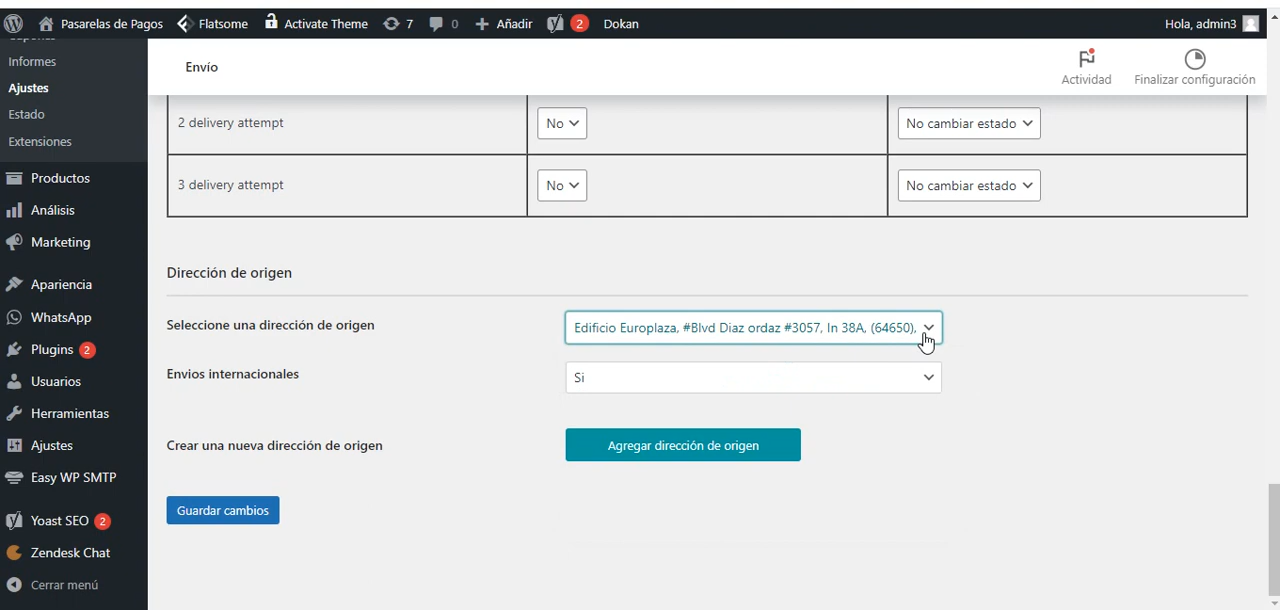 Pasarelas de Pagos Flatsome Activate Theme 7 0 Añadir 2 Dokan Hola, admin3
Informes
Ajustes
Estado
Extensiones
Productos
Análisis
Marketing
Apariencia
WhatsApp
Plugins 2
Usuarios
Herramientas
Ajustes
Easy WP SMTP
Yoast SEO 2
Zendesk Chat
Cerrar menú
Envío
Actividad
Finalizar configuración
2 delivery attempt No No cambiar estado
3 delivery attempt No No cambiar estado
Dirección de origen
Seleccione una dirección de origen Edificio Europlaza, #Blvd Diaz ordaz #3057, In 38A, (64650),
Envios internacionales Si
Crear una nueva dirección de origen Agregar dirección de origen
Guardar cambios